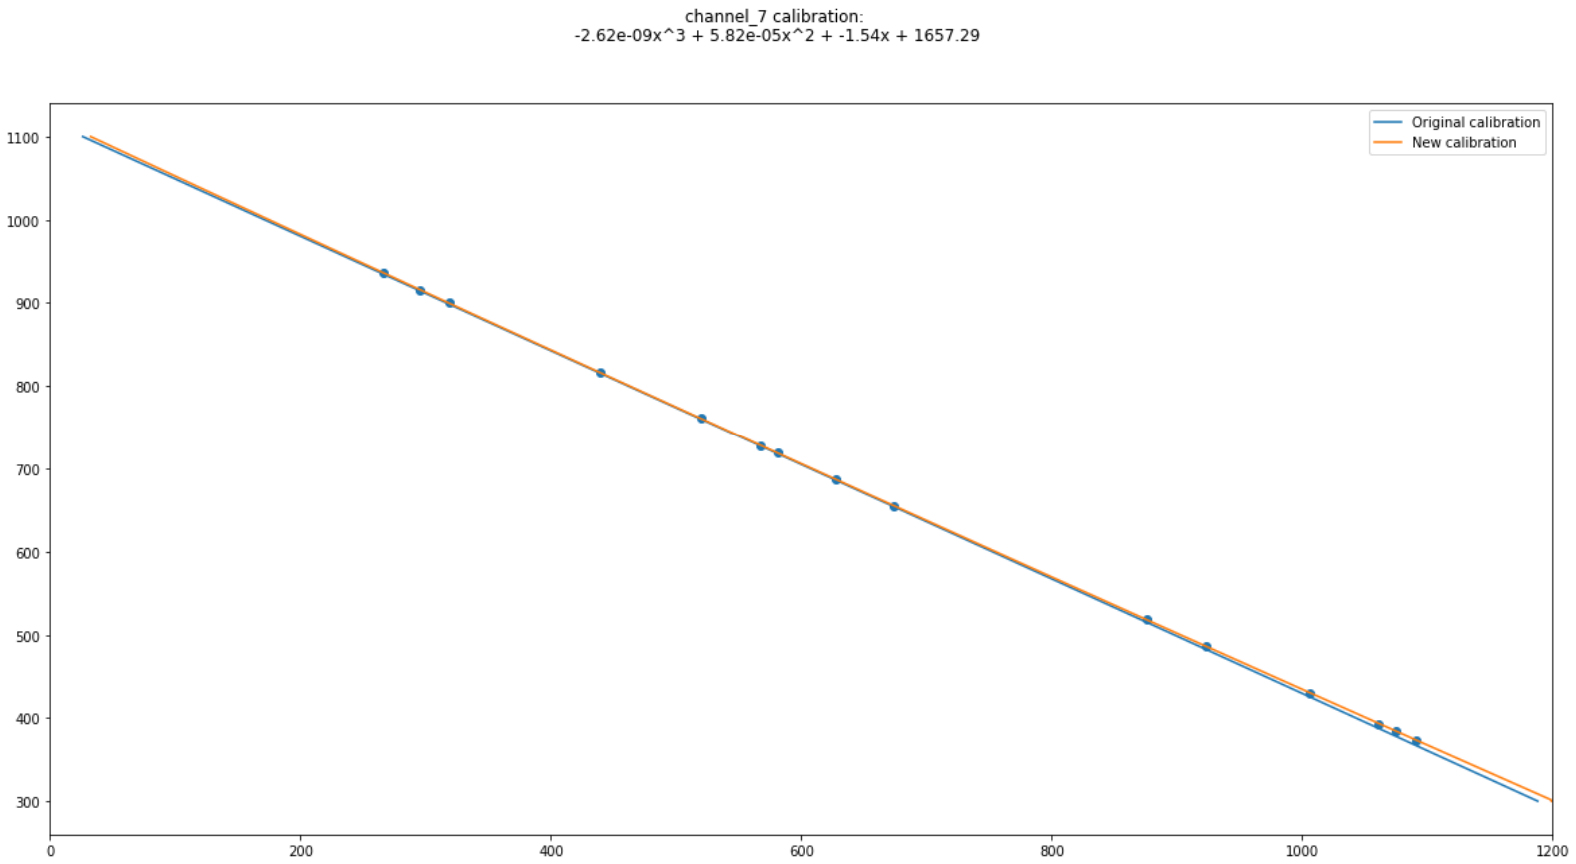 channel_7 calibration:
-2.62e-09x^3 + 5.82e-05x^2 + -1.54x + 1657.29
Original calibration
New calibration
1100
1000
900
800
700
600
500
400
300
0 200 400 600 800 1000 1200